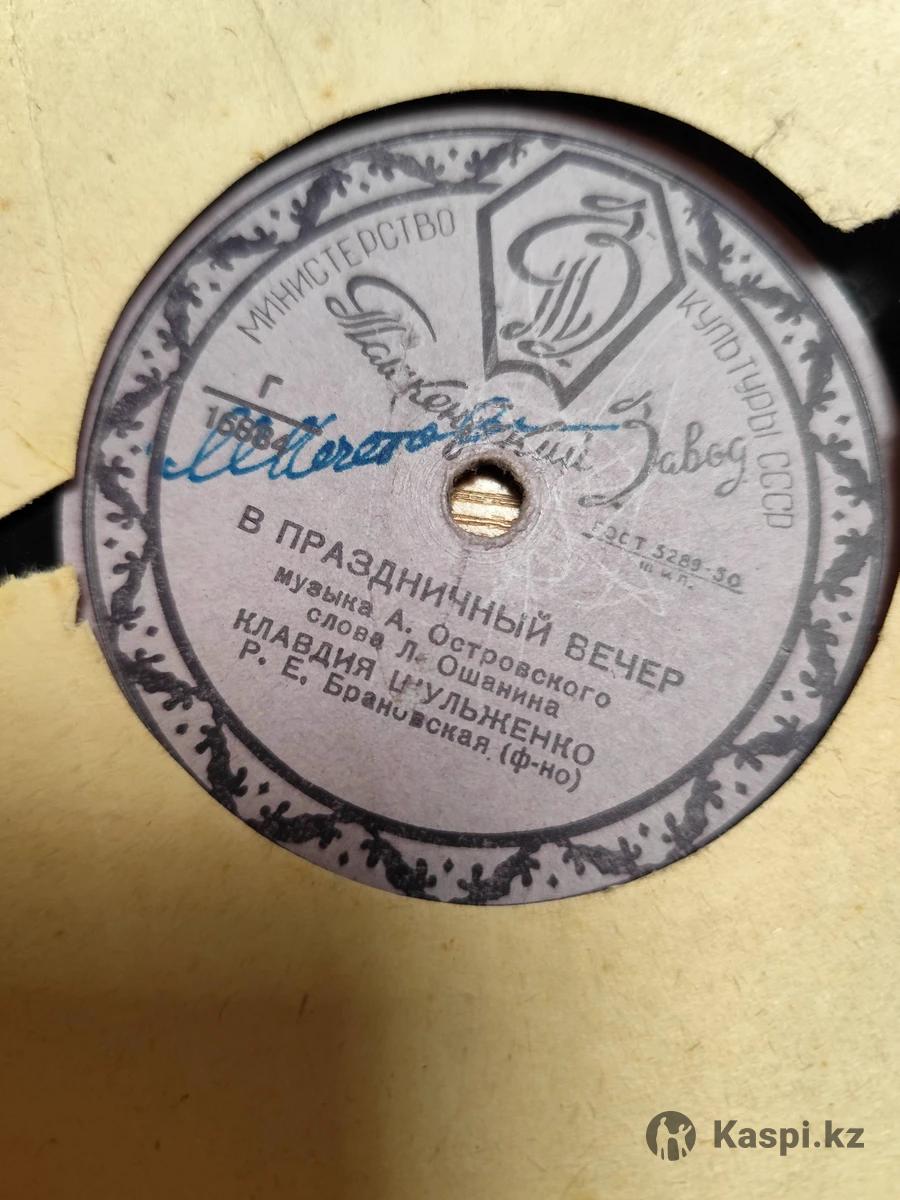 МИНИСТЕРСТВО КУЛЬТУРЫ СССР
Ташкентский Завод
Г
16984
ГОСТ 5289-50
В ПРАЗДНИЧНЫЙ ВЕЧЕР
музыка А. Островского
слова Л. Ошанина
КЛАВДИЯ ШУЛЬЖЕНКО
Р. Е. Брановская (ф-но)
Kaspi.kz